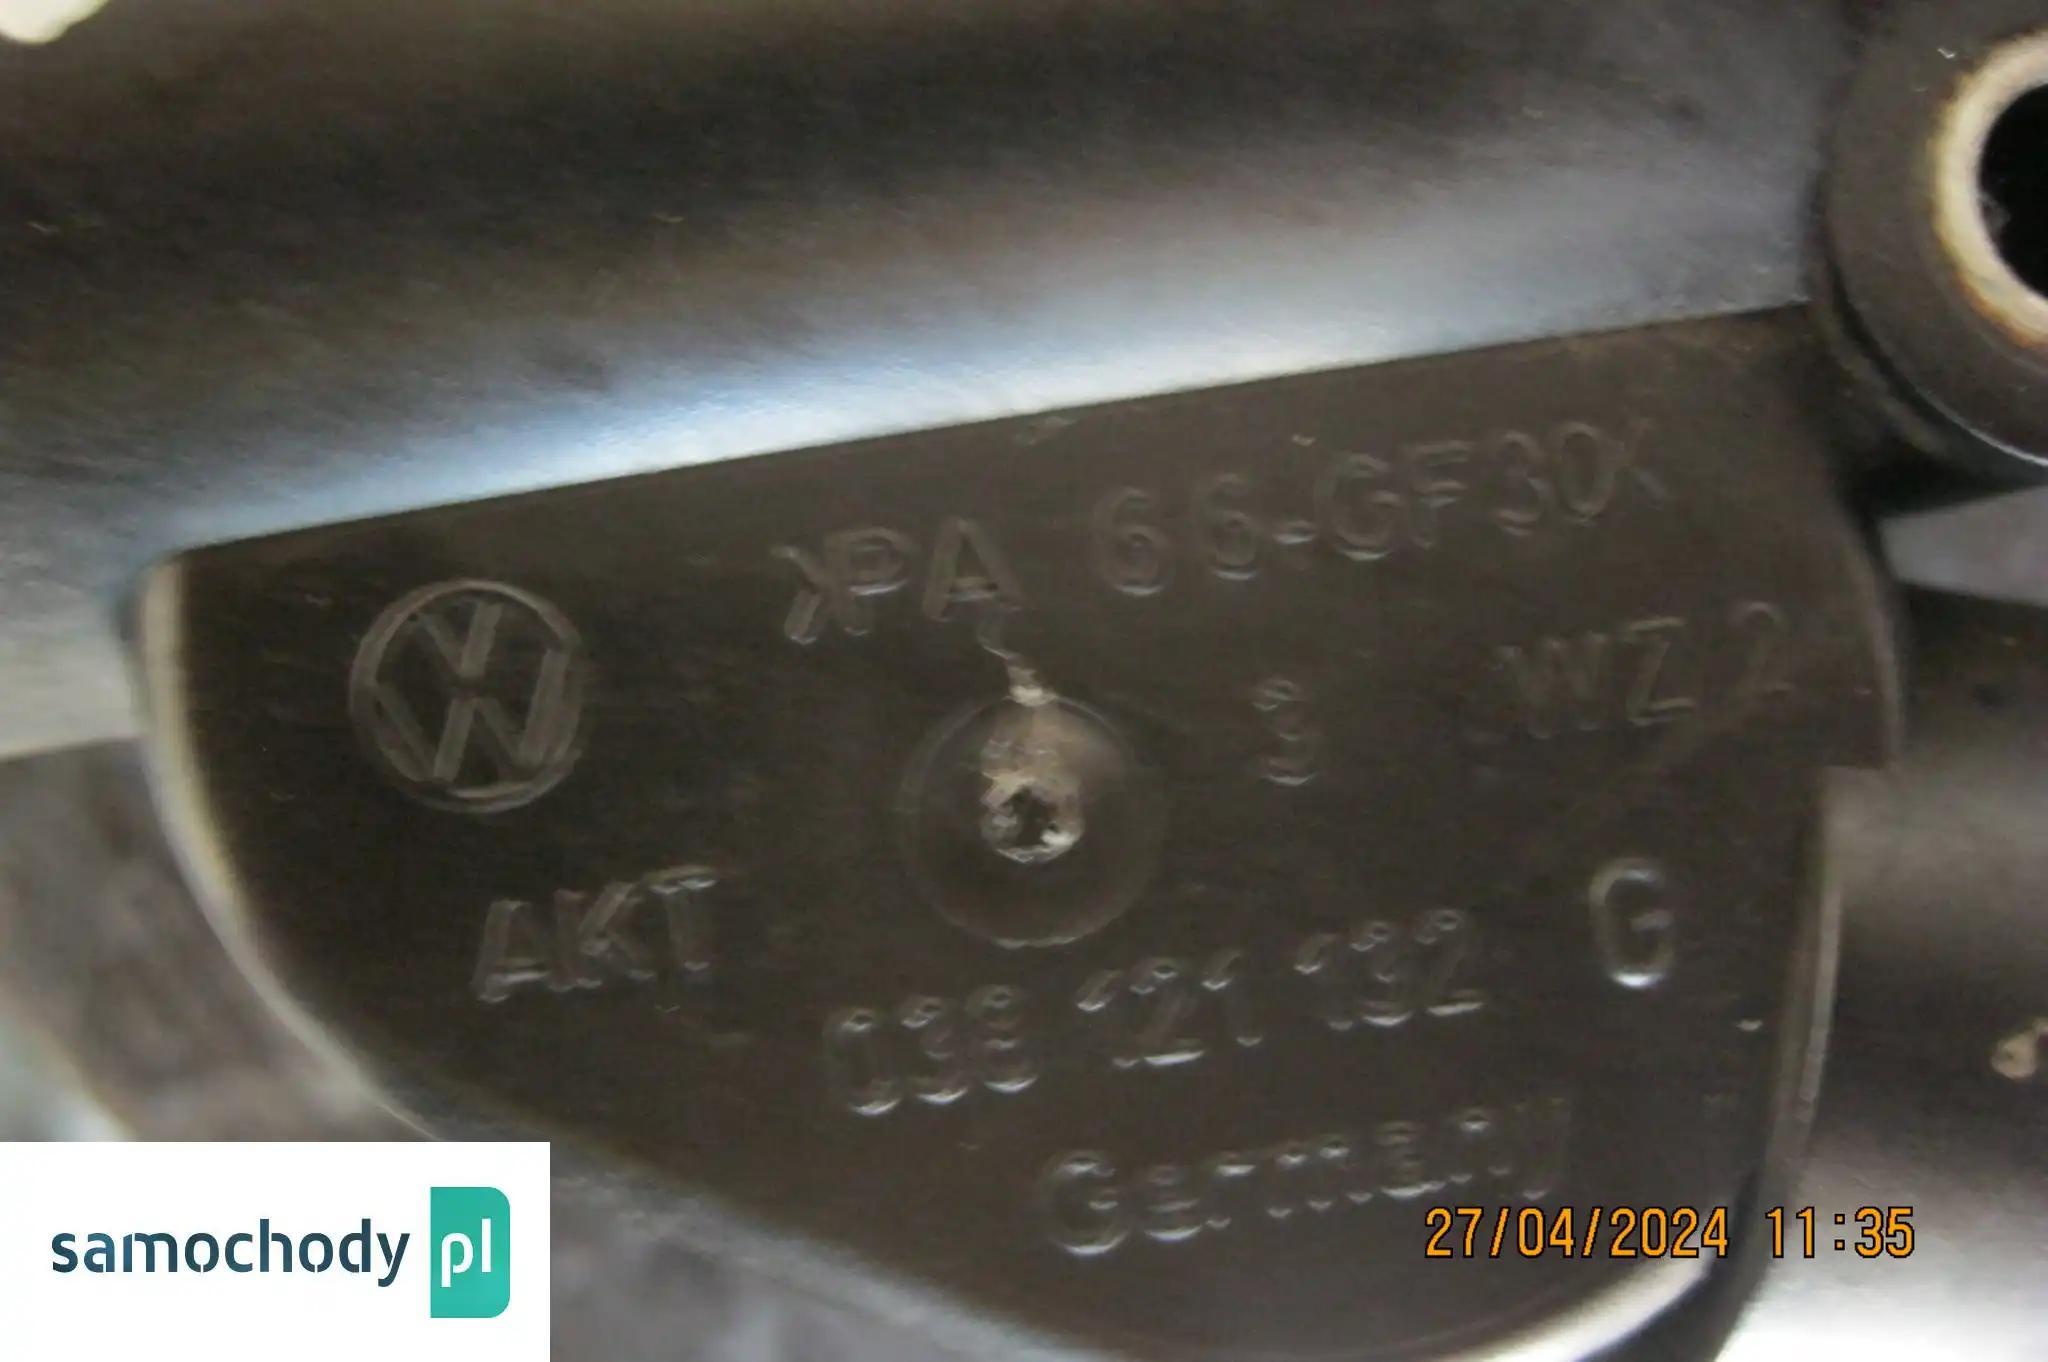 >PA 66-GF30<
3 WZ 2
AKT
038 121 132 G
Germany
27/04/2024 11:35
samochody pl